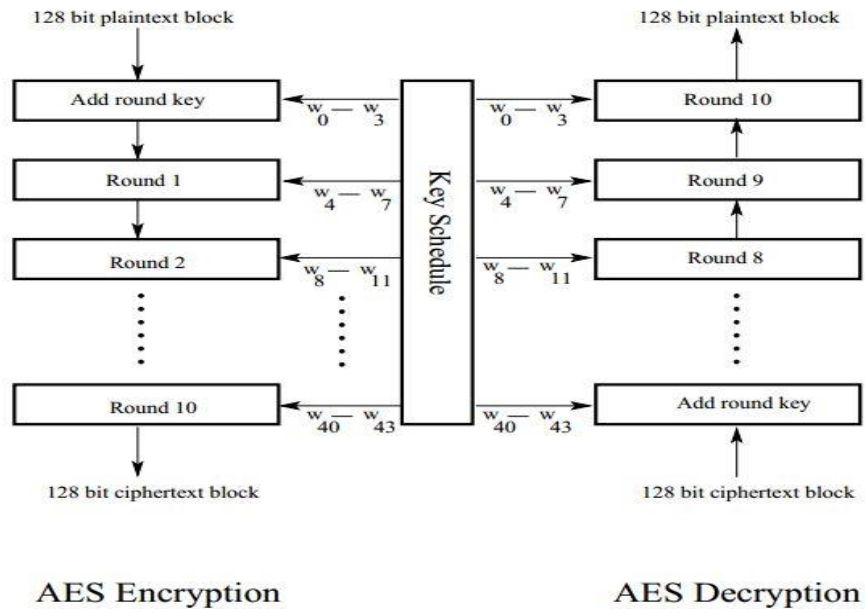 128 bit plaintext block
128 bit plaintext block
Add round key
w0 — w3
w0 — w3
Round 10
Round 1
w4 — w7
w4 — w7
Round 9
Key Schedule
Round 2
w8 — w11
w8 — w11
Round 8
Round 10
w40 — w43
w40 — w43
Add round key
128 bit ciphertext block
128 bit ciphertext block
AES Encryption
AES Decryption